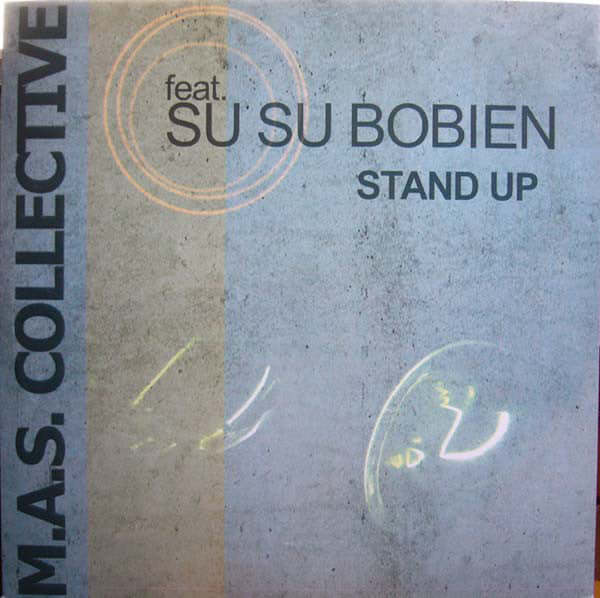 M.A.S. COLLECTIVE
feat.
SU SU BOBIEN
STAND UP